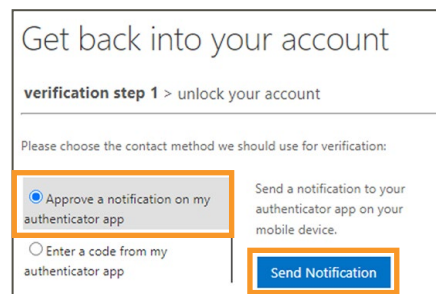 Get back into your account
verification step 1 > unlock your account
Please choose the contact method we should use for verification:
Approve a notification on my
authenticator app
Enter a code from my
authenticator app
Send a notification to your
authenticator app on your
mobile device.
Send Notification